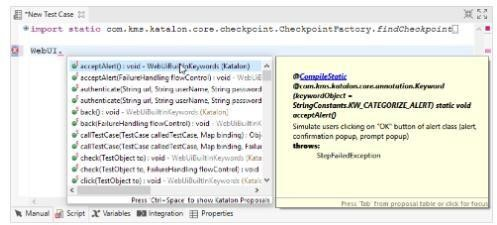 *New Test Case
import static com.kms.katalon.core.checkpoint.CheckpointFactory.findCheckpoint
WebUI.
acceptAlert() : void - WebUiBuiltInKeywords (Katalon)
acceptAlert(FailureHandling flowControl) : void - WebUiB
authenticate(String url, String userName, String password
authenticate(String url, String userName, String password
back() : void - WebUiBuiltInKeywords (Katalon)
back(FailureHandling flowControl) : void - WebUiBuiltIn
callTestCase(TestCase calledTestCase, Map binding) : Obj
callTestCase(TestCase calledTestCase, Map binding, Failur
check(TestObject to) : void - WebUiBuiltInKeywords (Kata
check(TestObject to, FailureHandling flowControl) : void
click(TestObject to) : void - WebUiBuiltInKeywords (Katal
Press 'Ctrl+Space' to show Katalon Proposals
@CompileStatic
@com.kms.katalon.core.annotation.Keyword
(keywordObject =
StringConstants.KW_CATEGORIZE_ALERT) static void
acceptAlert()
Simulate users clicking on "OK" button of alert class (alert,
confirmation popup, prompt popup)
throws:
StepFailedException
Press 'Tab' from proposal table or click for focus
Manual Script Variables Integration Properties